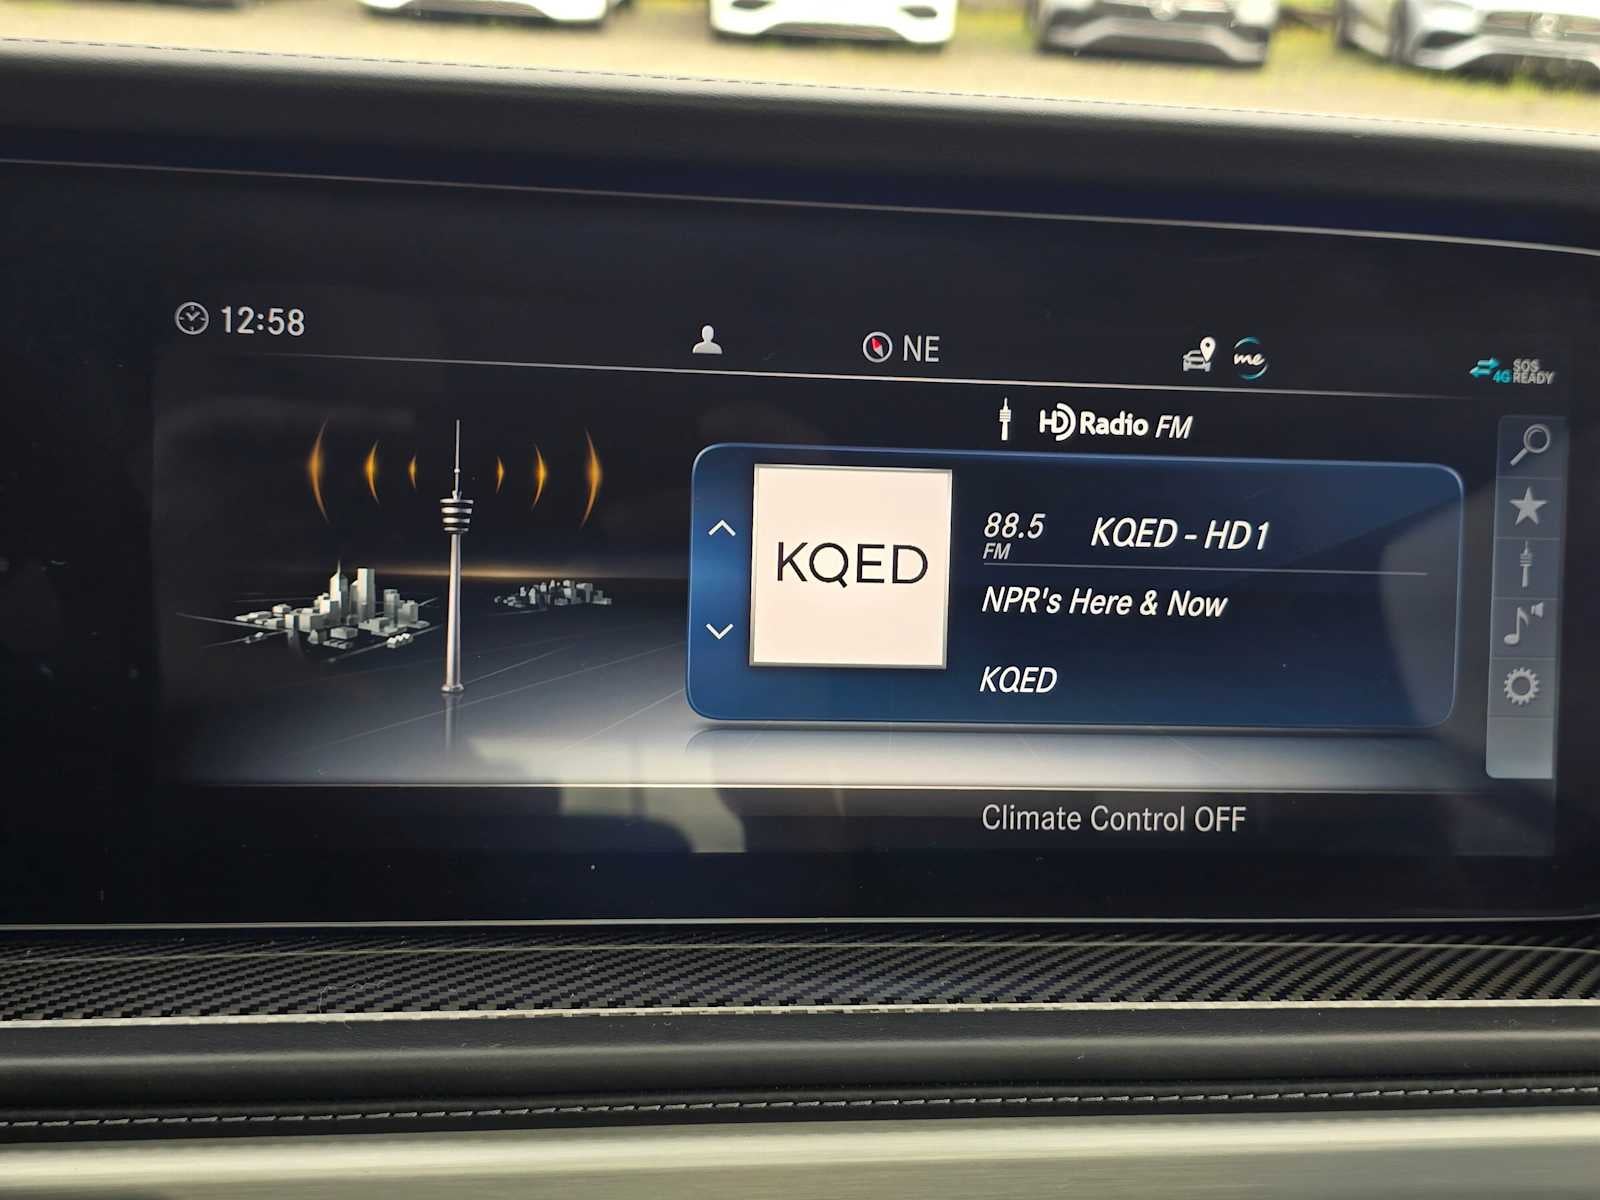 12:58
NE
me
4G SOS READY
HD Radio FM
KQED
88.5 FM
KQED - HD1
NPR's Here & Now
KQED
Climate Control OFF